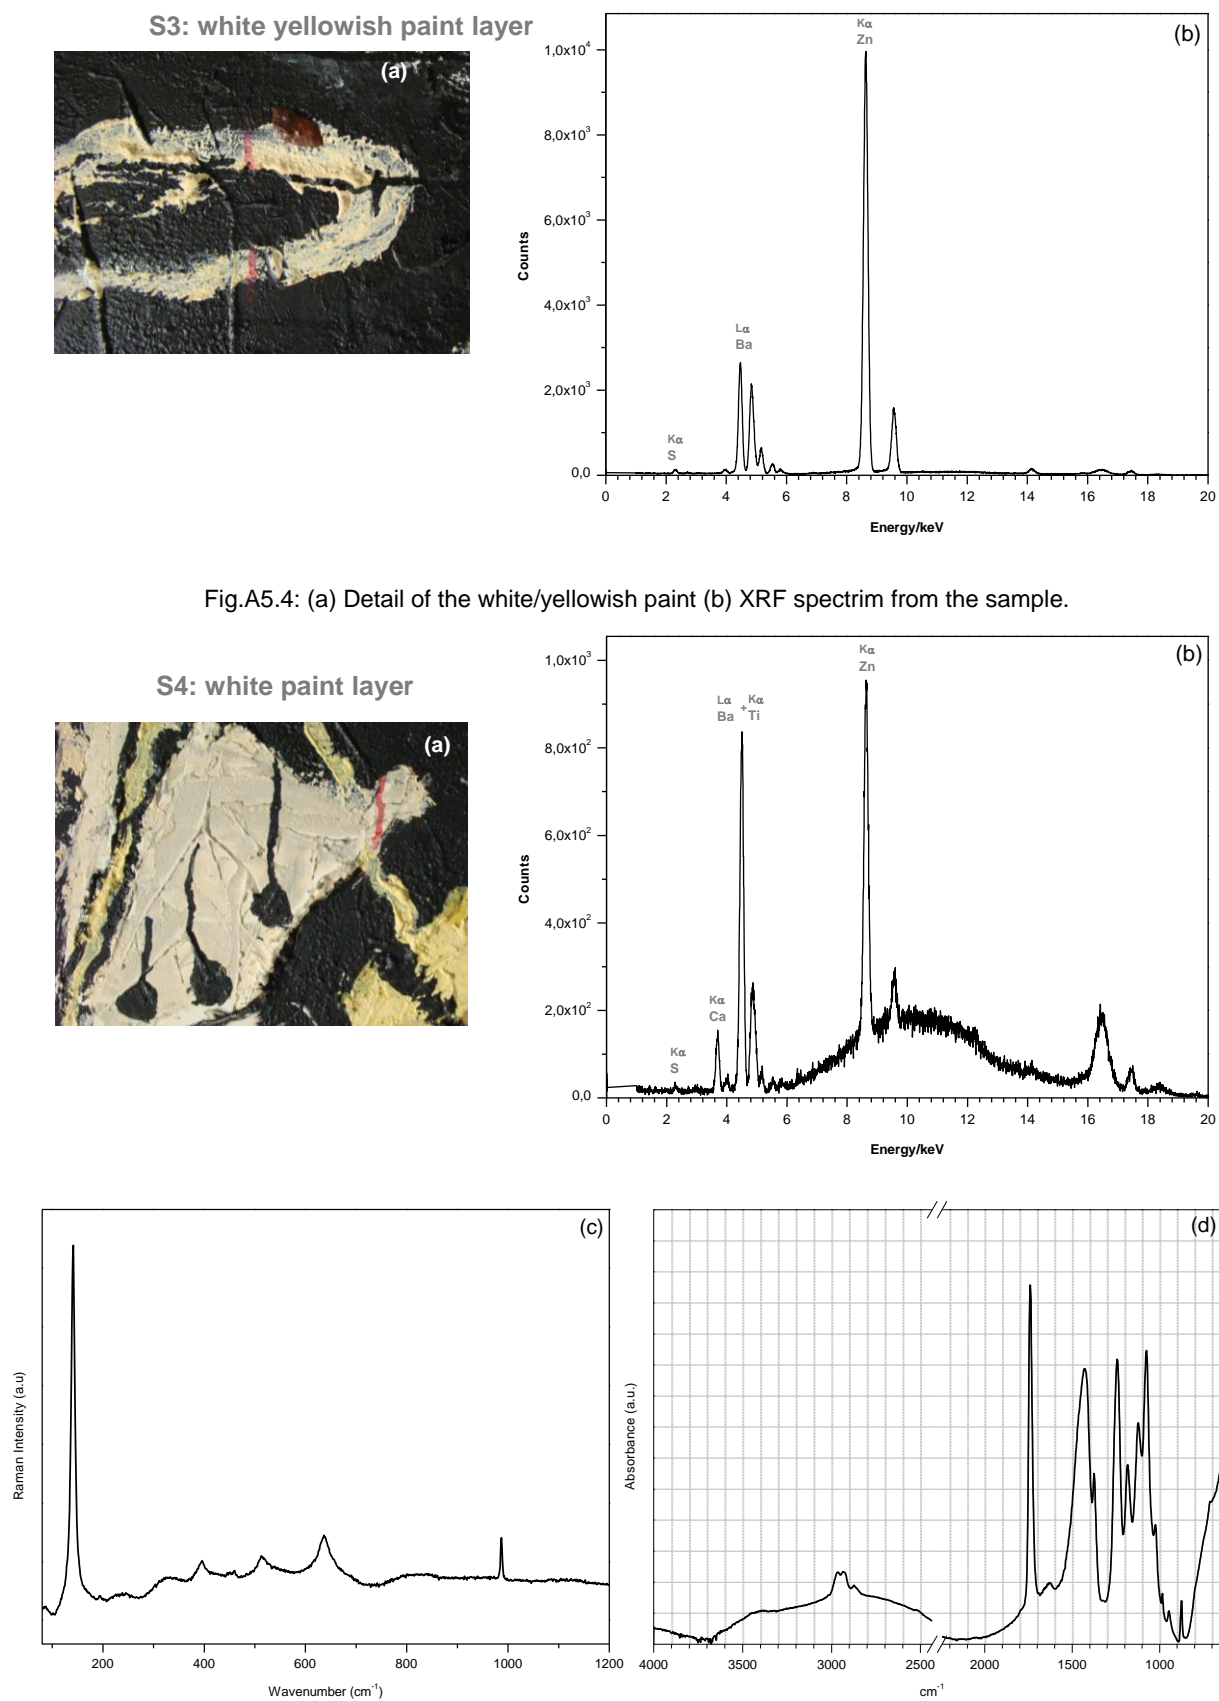 S3: white yellowish paint layer
(a)
(b)
Kα
Zn
1,0x10⁴
8,0x10³
6,0x10³
4,0x10³
2,0x10³
0,0
Counts
Lα
Ba
Kα
S
0 2 4 6 8 10 12 14 16 18 20
Energy/keV
Fig.A5.4: (a) Detail of the white/yellowish paint (b) XRF spectrim from the sample.
S4: white paint layer
(a)
(b)
Kα
Zn
1,0x10³
8,0x10²
6,0x10²
4,0x10²
2,0x10²
0,0
Counts
Lα + Kα
Ba Ti
Kα
Ca
Kα
S
0 2 4 6 8 10 12 14 16 18 20
Energy/keV
(c)
Raman Intensity (a.u)
200 400 600 800 1000 1200
Wavenumber (cm⁻¹)
(d)
Absorbance (a.u.)
4000 3500 3000 2500 2000 1500 1000
cm⁻¹